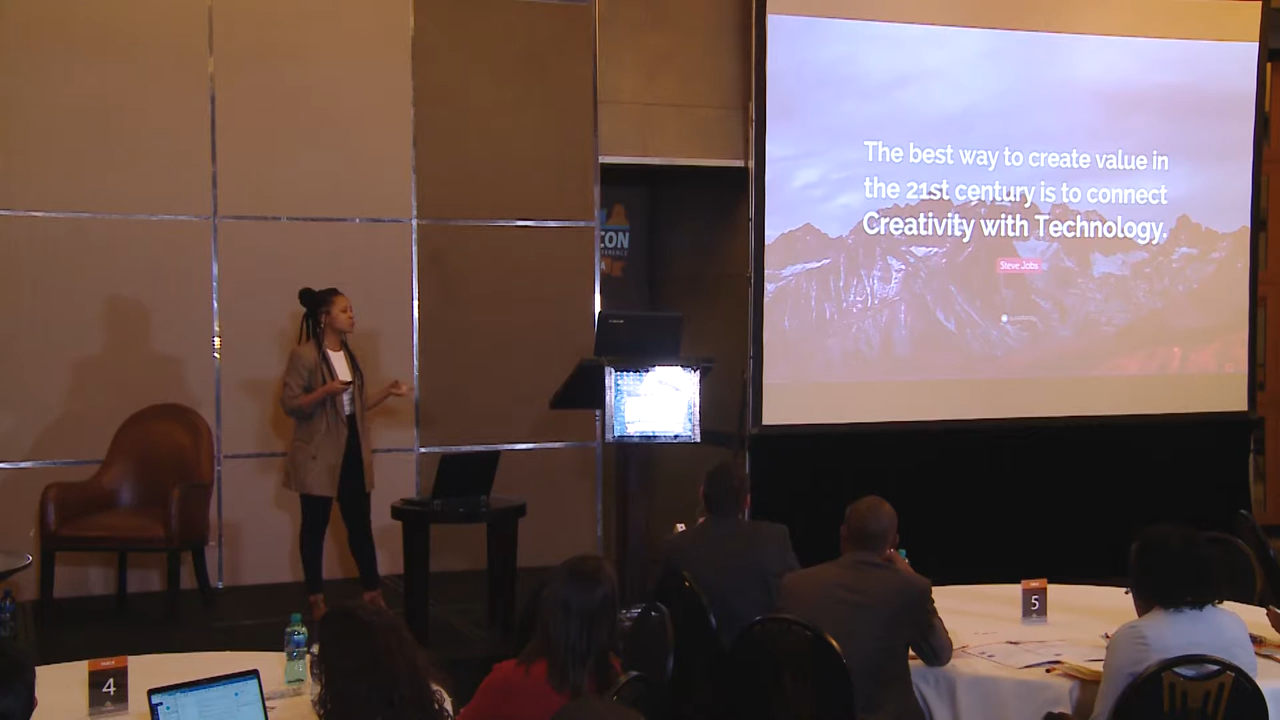 The best way to create value in
the 21st century is to connect
Creativity with Technology.
Steve Jobs
CON
4
5